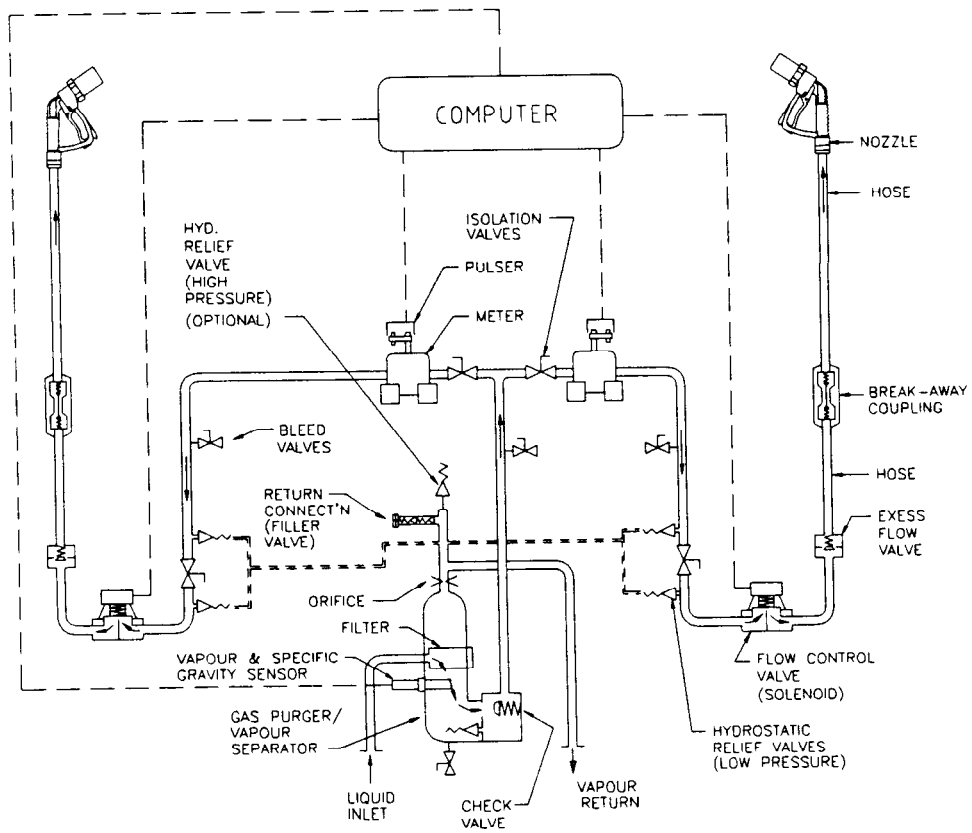 COMPUTER
NOZZLE
HOSE
HYD.
RELIEF
VALVE
(HIGH
PRESSURE)
(OPTIONAL)
ISOLATION
VALVES
PULSER
METER
BREAK-AWAY
COUPLING
BLEED
VALVES
HOSE
RETURN
CONNECT'N
(FILLER
VALVE)
EXESS
FLOW
VALVE
ORIFICE
FILTER
VAPOUR & SPECIFIC
GRAVITY SENSOR
FLOW CONTROL
VALVE
(SOLENOID)
GAS PURGER/
VAPOUR
SEPARATOR
HYDROSTATIC
RELIEF VALVES
(LOW PRESSURE)
LIQUID
INLET
CHECK
VALVE
VAPOUR
RETURN